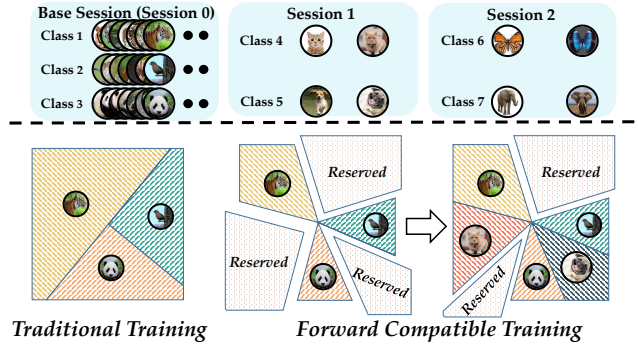 Base Session (Session 0)
Class 1
Class 2
Class 3
Session 1
Class 4
Class 5
Session 2
Class 6
Class 7
Reserved
Reserved
Reserved
Reserved
Reserved
Traditional Training
Forward Compatible Training